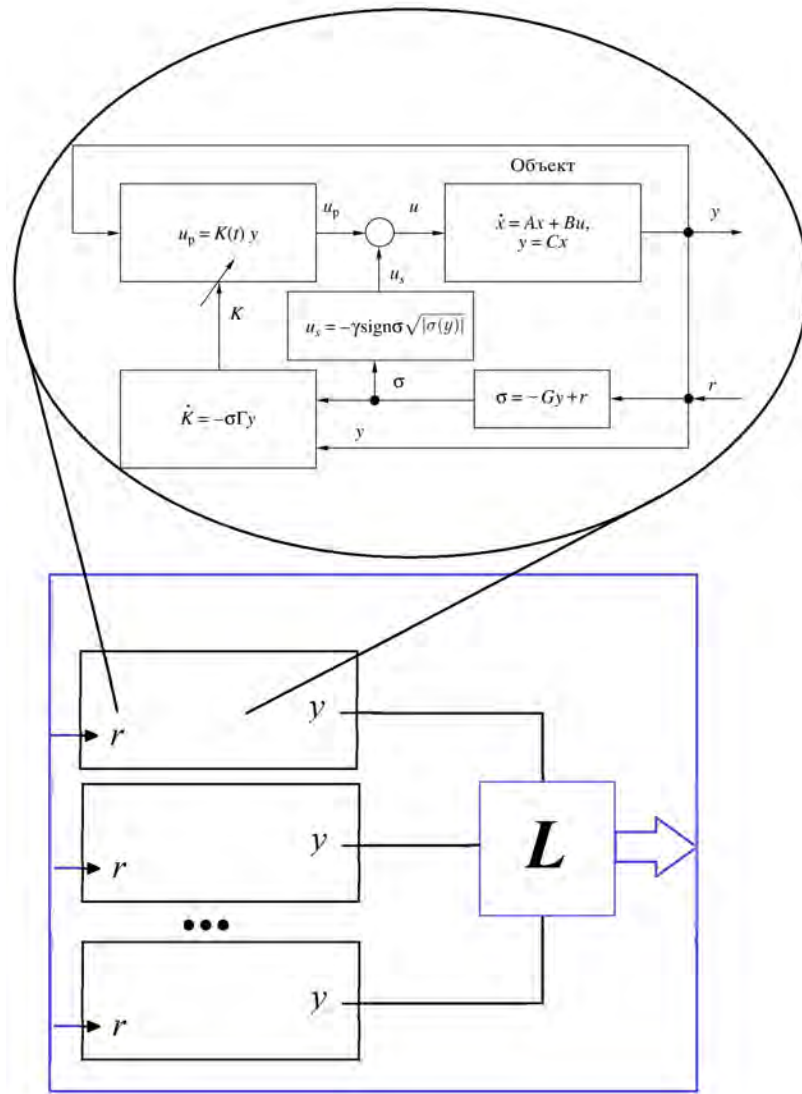 Объект
u_p = K(t) y
u_p
u
ẋ = Ax + Bu,
y = Cx
y
u_s
K
u_s = −γsignσ√|σ(y)|
σ
r
K̇ = −σΓy
σ = −Gy + r
y
y
r
L
y
r
•••
y
r